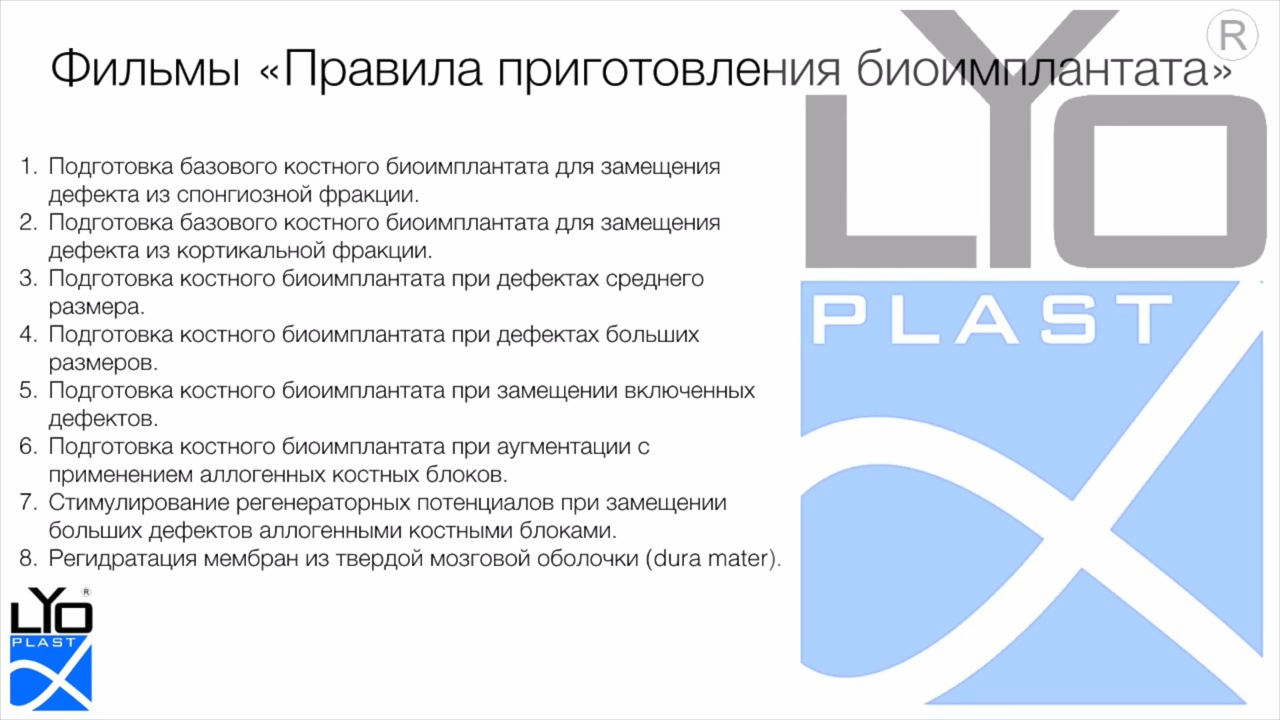 Фильмы «Правила приготовления биоимплантата»
1. Подготовка базового костного биоимплантата для замещения
дефекта из спонгиозной фракции.
2. Подготовка базового костного биоимплантата для замещения
дефекта из кортикальной фракции.
3. Подготовка костного биоимплантата при дефектах среднего
размера.
4. Подготовка костного биоимплантата при дефектах больших
размеров.
5. Подготовка костного биоимплантата при замещении включенных
дефектов.
6. Подготовка костного биоимплантата при аугментации с
применением аллогенных костных блоков.
7. Стимулирование регенераторных потенциалов при замещении
больших дефектов аллогенными костными блоками.
8. Регидратация мембран из твердой мозговой оболочки (dura mater).
LYO ®
PLAST
LYO ®
PLAST